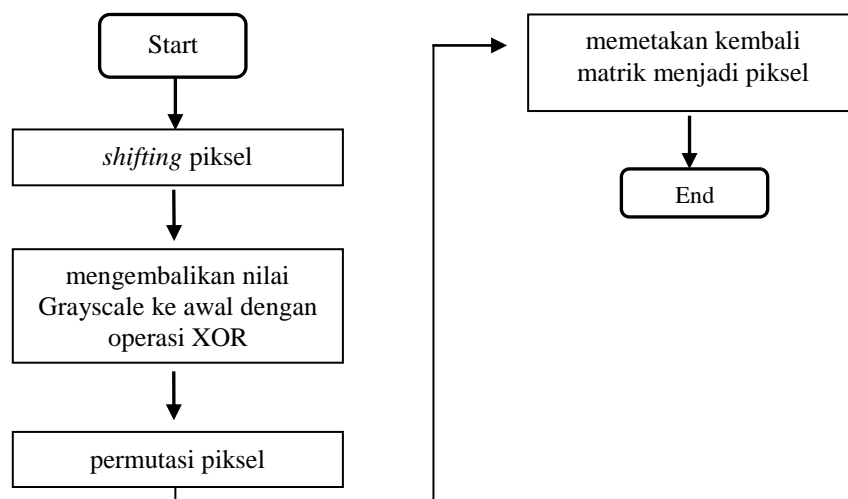 Start
shifting piksel
mengembalikan nilai
Grayscale ke awal dengan
operasi XOR
permutasi piksel
memetakan kembali
matrik menjadi piksel
End